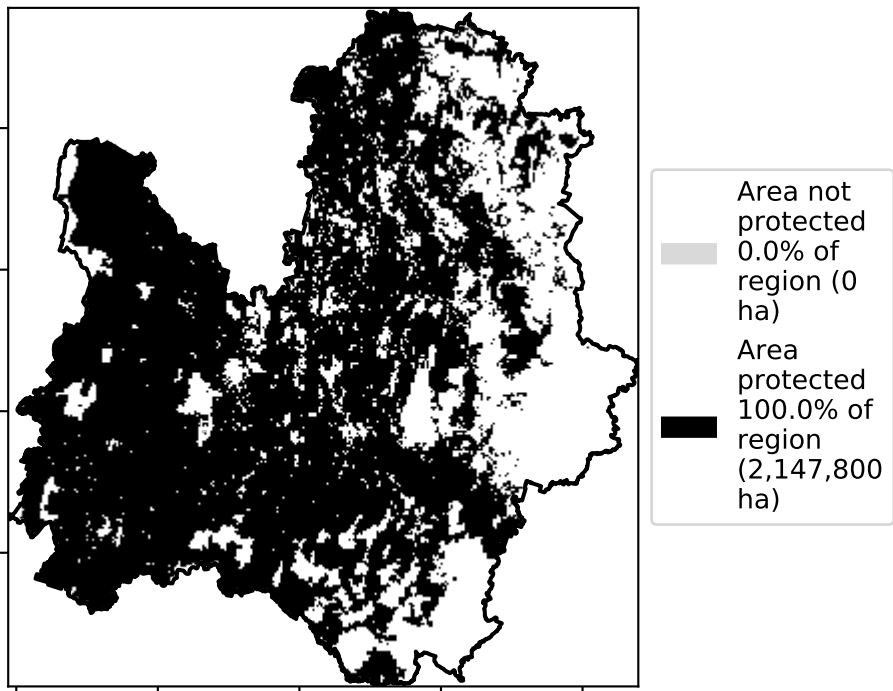 Area not
protected
0.0% of
region (0
ha)
Area
protected
100.0% of
region
(2,147,800
ha)